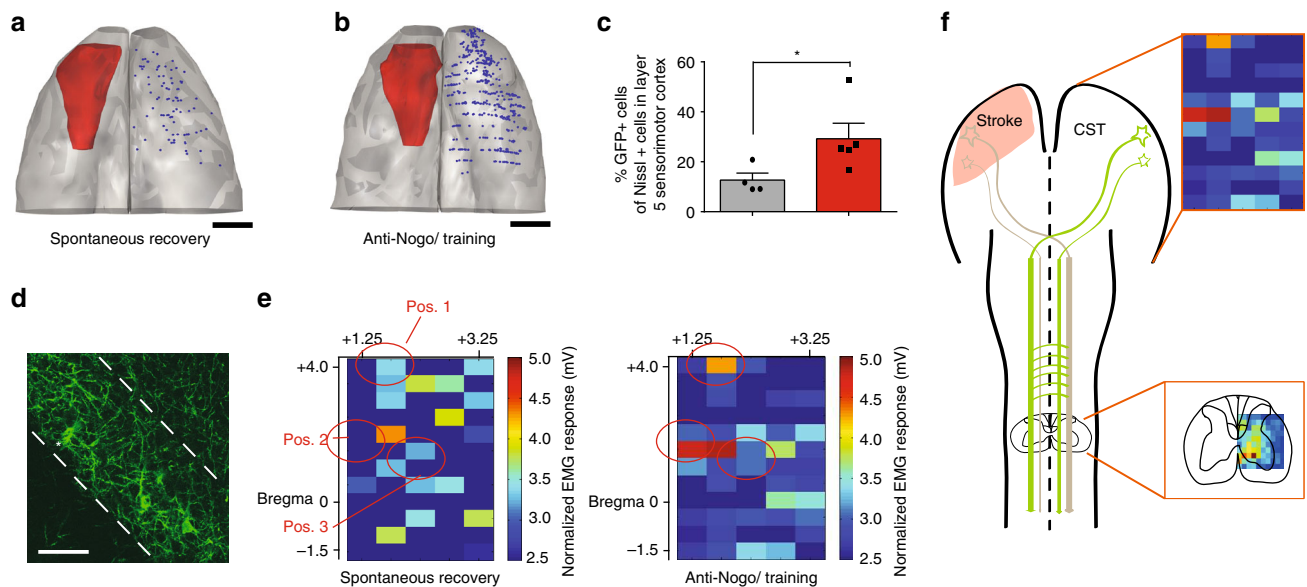 a
b
c
f
Spontaneous recovery
Anti-Nogo/ training
% GFP+ cells
of Nissl + cells in layer
5 sensorimotor cortex
60
40
20
0
*
Stroke
CST
d
*
e
Pos. 1
Pos. 2
Pos. 3
+1.25
+3.25
+4.0
Bregma 0
–1.5
Spontaneous recovery
5.0
4.5
4.0
3.5
3.0
2.5
Normalized EMG response (mV)
+1.25
+3.25
+4.0
Bregma 0
–1.5
Anti-Nogo/ training
5.0
4.5
4.0
3.5
3.0
2.5
Normalized EMG response (mV)